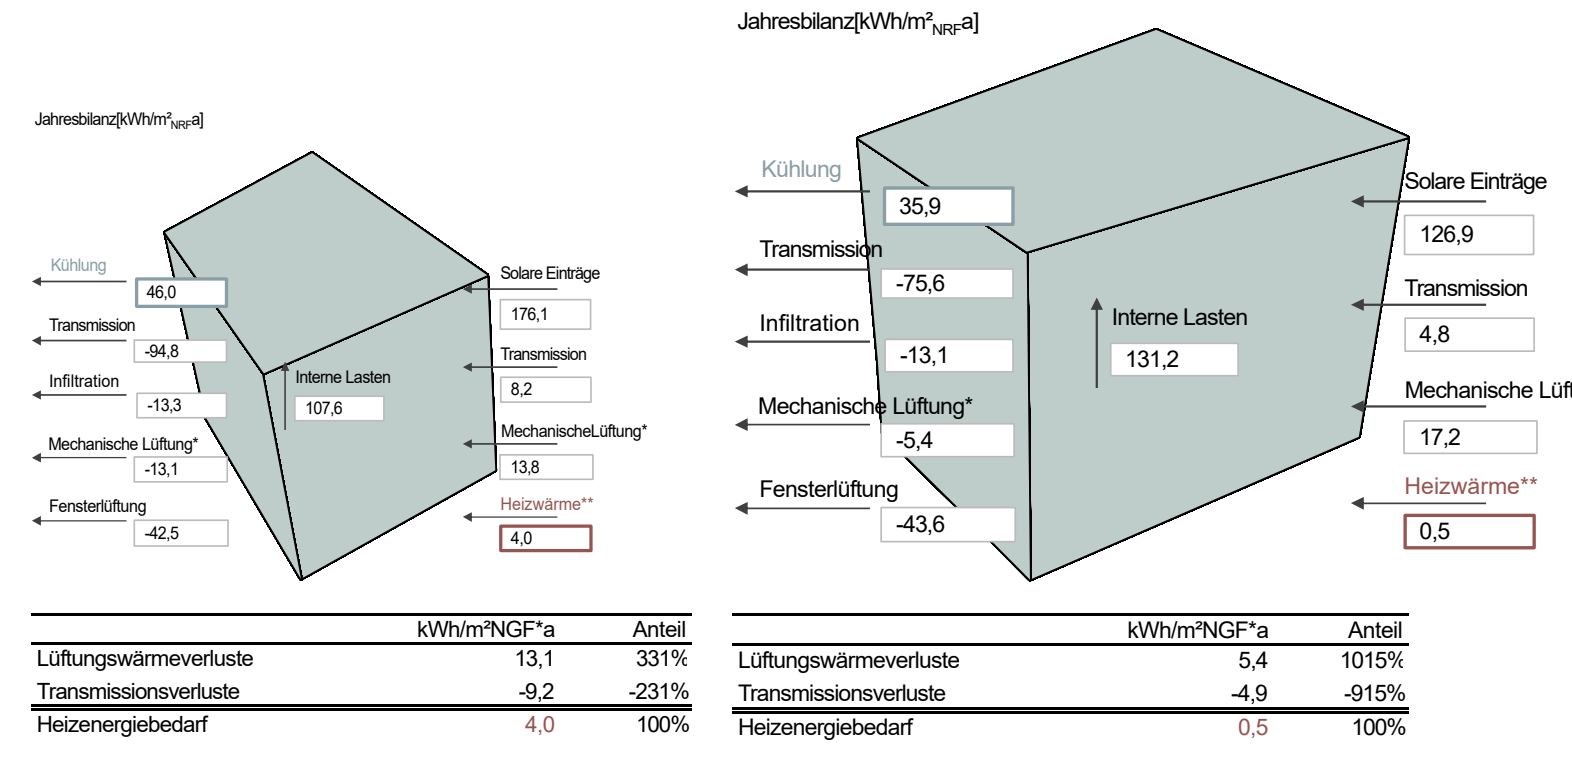 Jahresbilanz[kWh/m²NRFa]
Kühlung
46,0
Transmission
-94,8
Infiltration
-13,3
Mechanische Lüftung*
-13,1
Fensterlüftung
-42,5
Interne Lasten
107,6
Solare Einträge
176,1
Transmission
8,2
MechanischeLüftung*
13,8
Heizwärme**
4,0
kWh/m²NGF*a Anteil
Lüftungswärmeverluste 13,1 331%
Transmissionsverluste -9,2 -231%
Heizenergiebedarf 4,0 100%
Jahresbilanz[kWh/m²NRFa]
Kühlung
35,9
Transmission
-75,6
Infiltration
-13,1
Mechanische Lüftung*
-5,4
Fensterlüftung
-43,6
Interne Lasten
131,2
Solare Einträge
126,9
Transmission
4,8
Mechanische Lüft
17,2
Heizwärme**
0,5
kWh/m²NGF*a Anteil
Lüftungswärmeverluste 5,4 1015%
Transmissionsverluste -4,9 -915%
Heizenergiebedarf 0,5 100%